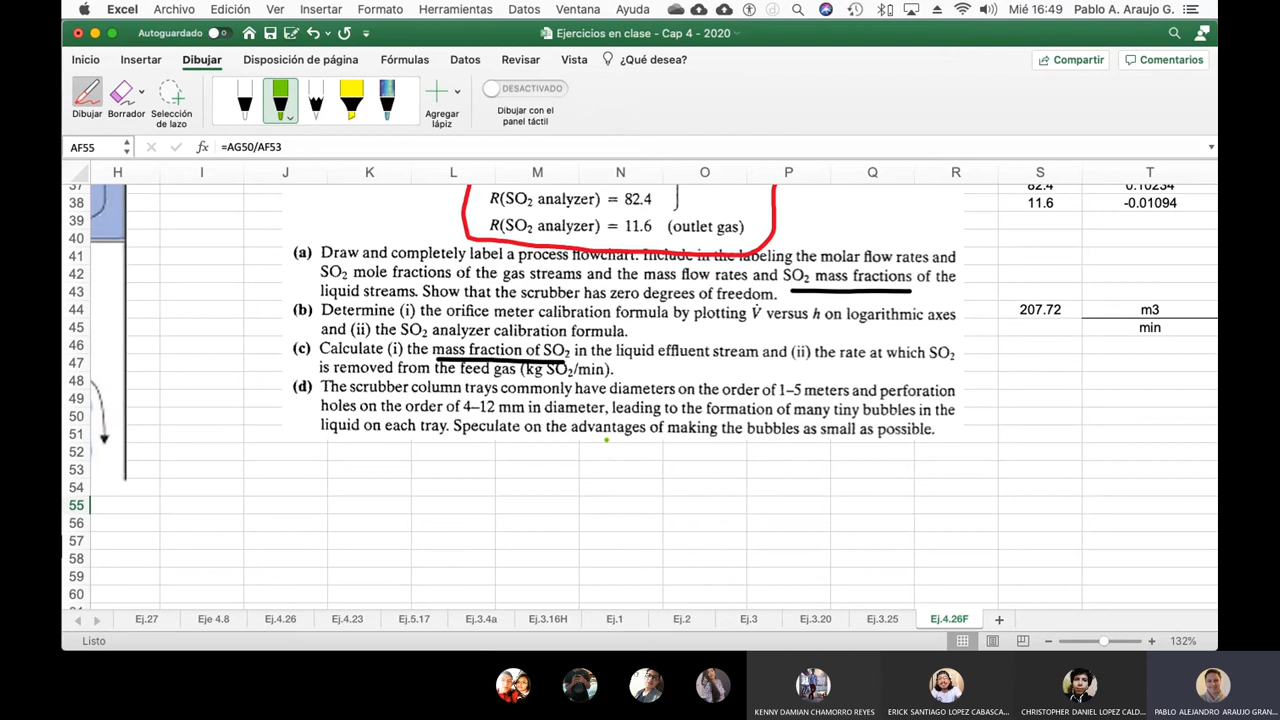 Excel Archivo Edición Ver Insertar Formato Herramientas Datos Ventana Ayuda Mié 16:49 Pablo A. Araujo G.
Autoguardado Ejercicios en clase - Cap 4 - 2020
Inicio Insertar Dibujar Disposición de página Fórmulas Datos Revisar Vista ¿Qué desea? Compartir Comentarios
DESACTIVADO
Dibujar Borrador Selección de lazo Agregar lápiz Dibujar con el panel táctil
AF55 fx =AG50/AF53
H I J K L M N O P Q R S T
37 82.4 0.10234
38 R(SO2 analyzer) = 82.4 11.6 -0.01094
39 R(SO2 analyzer) = 11.6 (outlet gas)
40
41 (a) Draw and completely label a process flowchart. Include in the labeling the molar flow rates and
42 SO2 mole fractions of the gas streams and the mass flow rates and SO2 mass fractions of the
43 liquid streams. Show that the scrubber has zero degrees of freedom.
44 (b) Determine (i) the orifice meter calibration formula by plotting V̇ versus h on logarithmic axes 207.72 m3
45 and (ii) the SO2 analyzer calibration formula. min
46 (c) Calculate (i) the mass fraction of SO2 in the liquid effluent stream and (ii) the rate at which SO2
47 is removed from the feed gas (kg SO2/min).
48 (d) The scrubber column trays commonly have diameters on the order of 1–5 meters and perforation
49 holes on the order of 4–12 mm in diameter, leading to the formation of many tiny bubbles in the
50 liquid on each tray. Speculate on the advantages of making the bubbles as small as possible.
51
52
53
54
55
56
57
58
59
60
Ej.27 Eje 4.8 Ej.4.26 Ej.4.23 Ej.5.17 Ej.3.4a Ej.3.16H Ej.1 Ej.2 Ej.3 Ej.3.20 Ej.3.25 Ej.4.26F
Listo 132%
KENNY DAMIAN CHAMORRO REYES ERICK SANTIAGO LOPEZ CABASCA... CHRISTOPHER DANIEL LOPEZ CALD... PABLO ALEJANDRO ARAUJO GRAN...